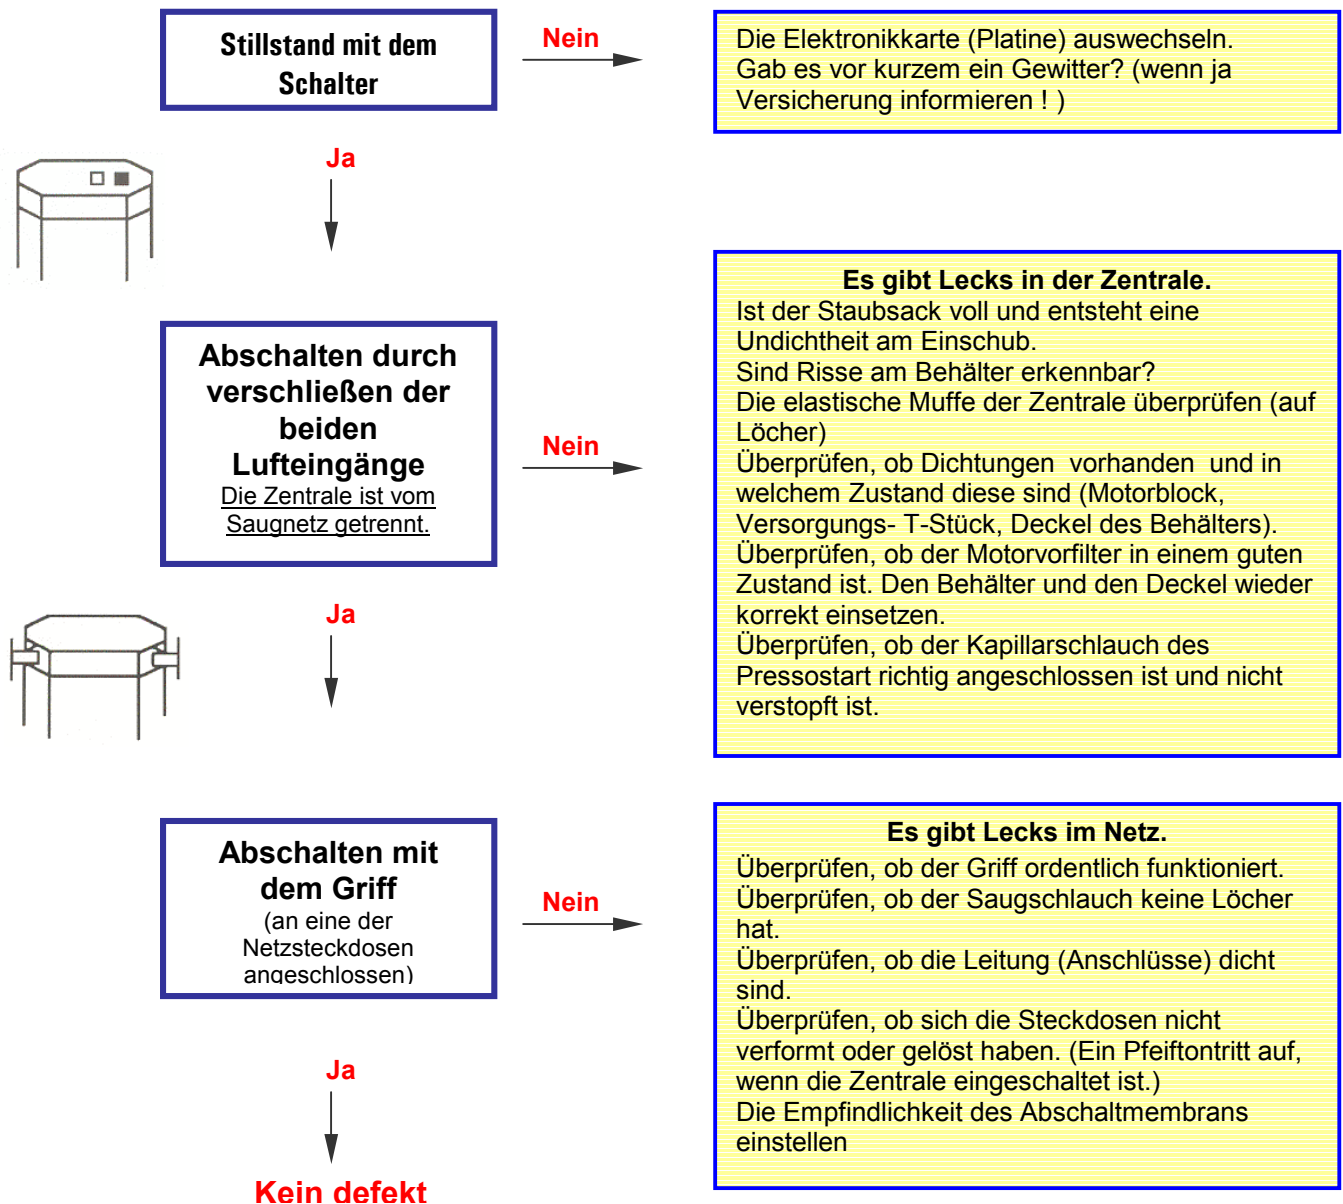 Stillstand mit dem
Schalter
Nein
Die Elektronikkarte (Platine) auswechseln.
Gab es vor kurzem ein Gewitter? (wenn ja
Versicherung informieren ! )
Ja
Abschalten durch
verschließen der
beiden
Lufteingänge
Die Zentrale ist vom
Saugnetz getrennt.
Nein
Es gibt Lecks in der Zentrale.
Ist der Staubsack voll und entsteht eine
Undichtheit am Einschub.
Sind Risse am Behälter erkennbar?
Die elastische Muffe der Zentrale überprüfen (auf
Löcher)
Überprüfen, ob Dichtungen vorhanden und in
welchem Zustand diese sind (Motorblock,
Versorgungs- T-Stück, Deckel des Behälters).
Überprüfen, ob der Motorvorfilter in einem guten
Zustand ist. Den Behälter und den Deckel wieder
korrekt einsetzen.
Überprüfen, ob der Kapillarschlauch des
Pressostart richtig angeschlossen ist und nicht
verstopft ist.
Ja
Abschalten mit
dem Griff
(an eine der
Netzsteckdosen
angeschlossen)
Nein
Es gibt Lecks im Netz.
Überprüfen, ob der Griff ordentlich funktioniert.
Überprüfen, ob der Saugschlauch keine Löcher
hat.
Überprüfen, ob die Leitung (Anschlüsse) dicht
sind.
Überprüfen, ob sich die Steckdosen nicht
verformt oder gelöst haben. (Ein Pfeiftontritt auf,
wenn die Zentrale eingeschaltet ist.)
Die Empfindlichkeit des Abschaltmembrans
einstellen
Ja
Kein defekt